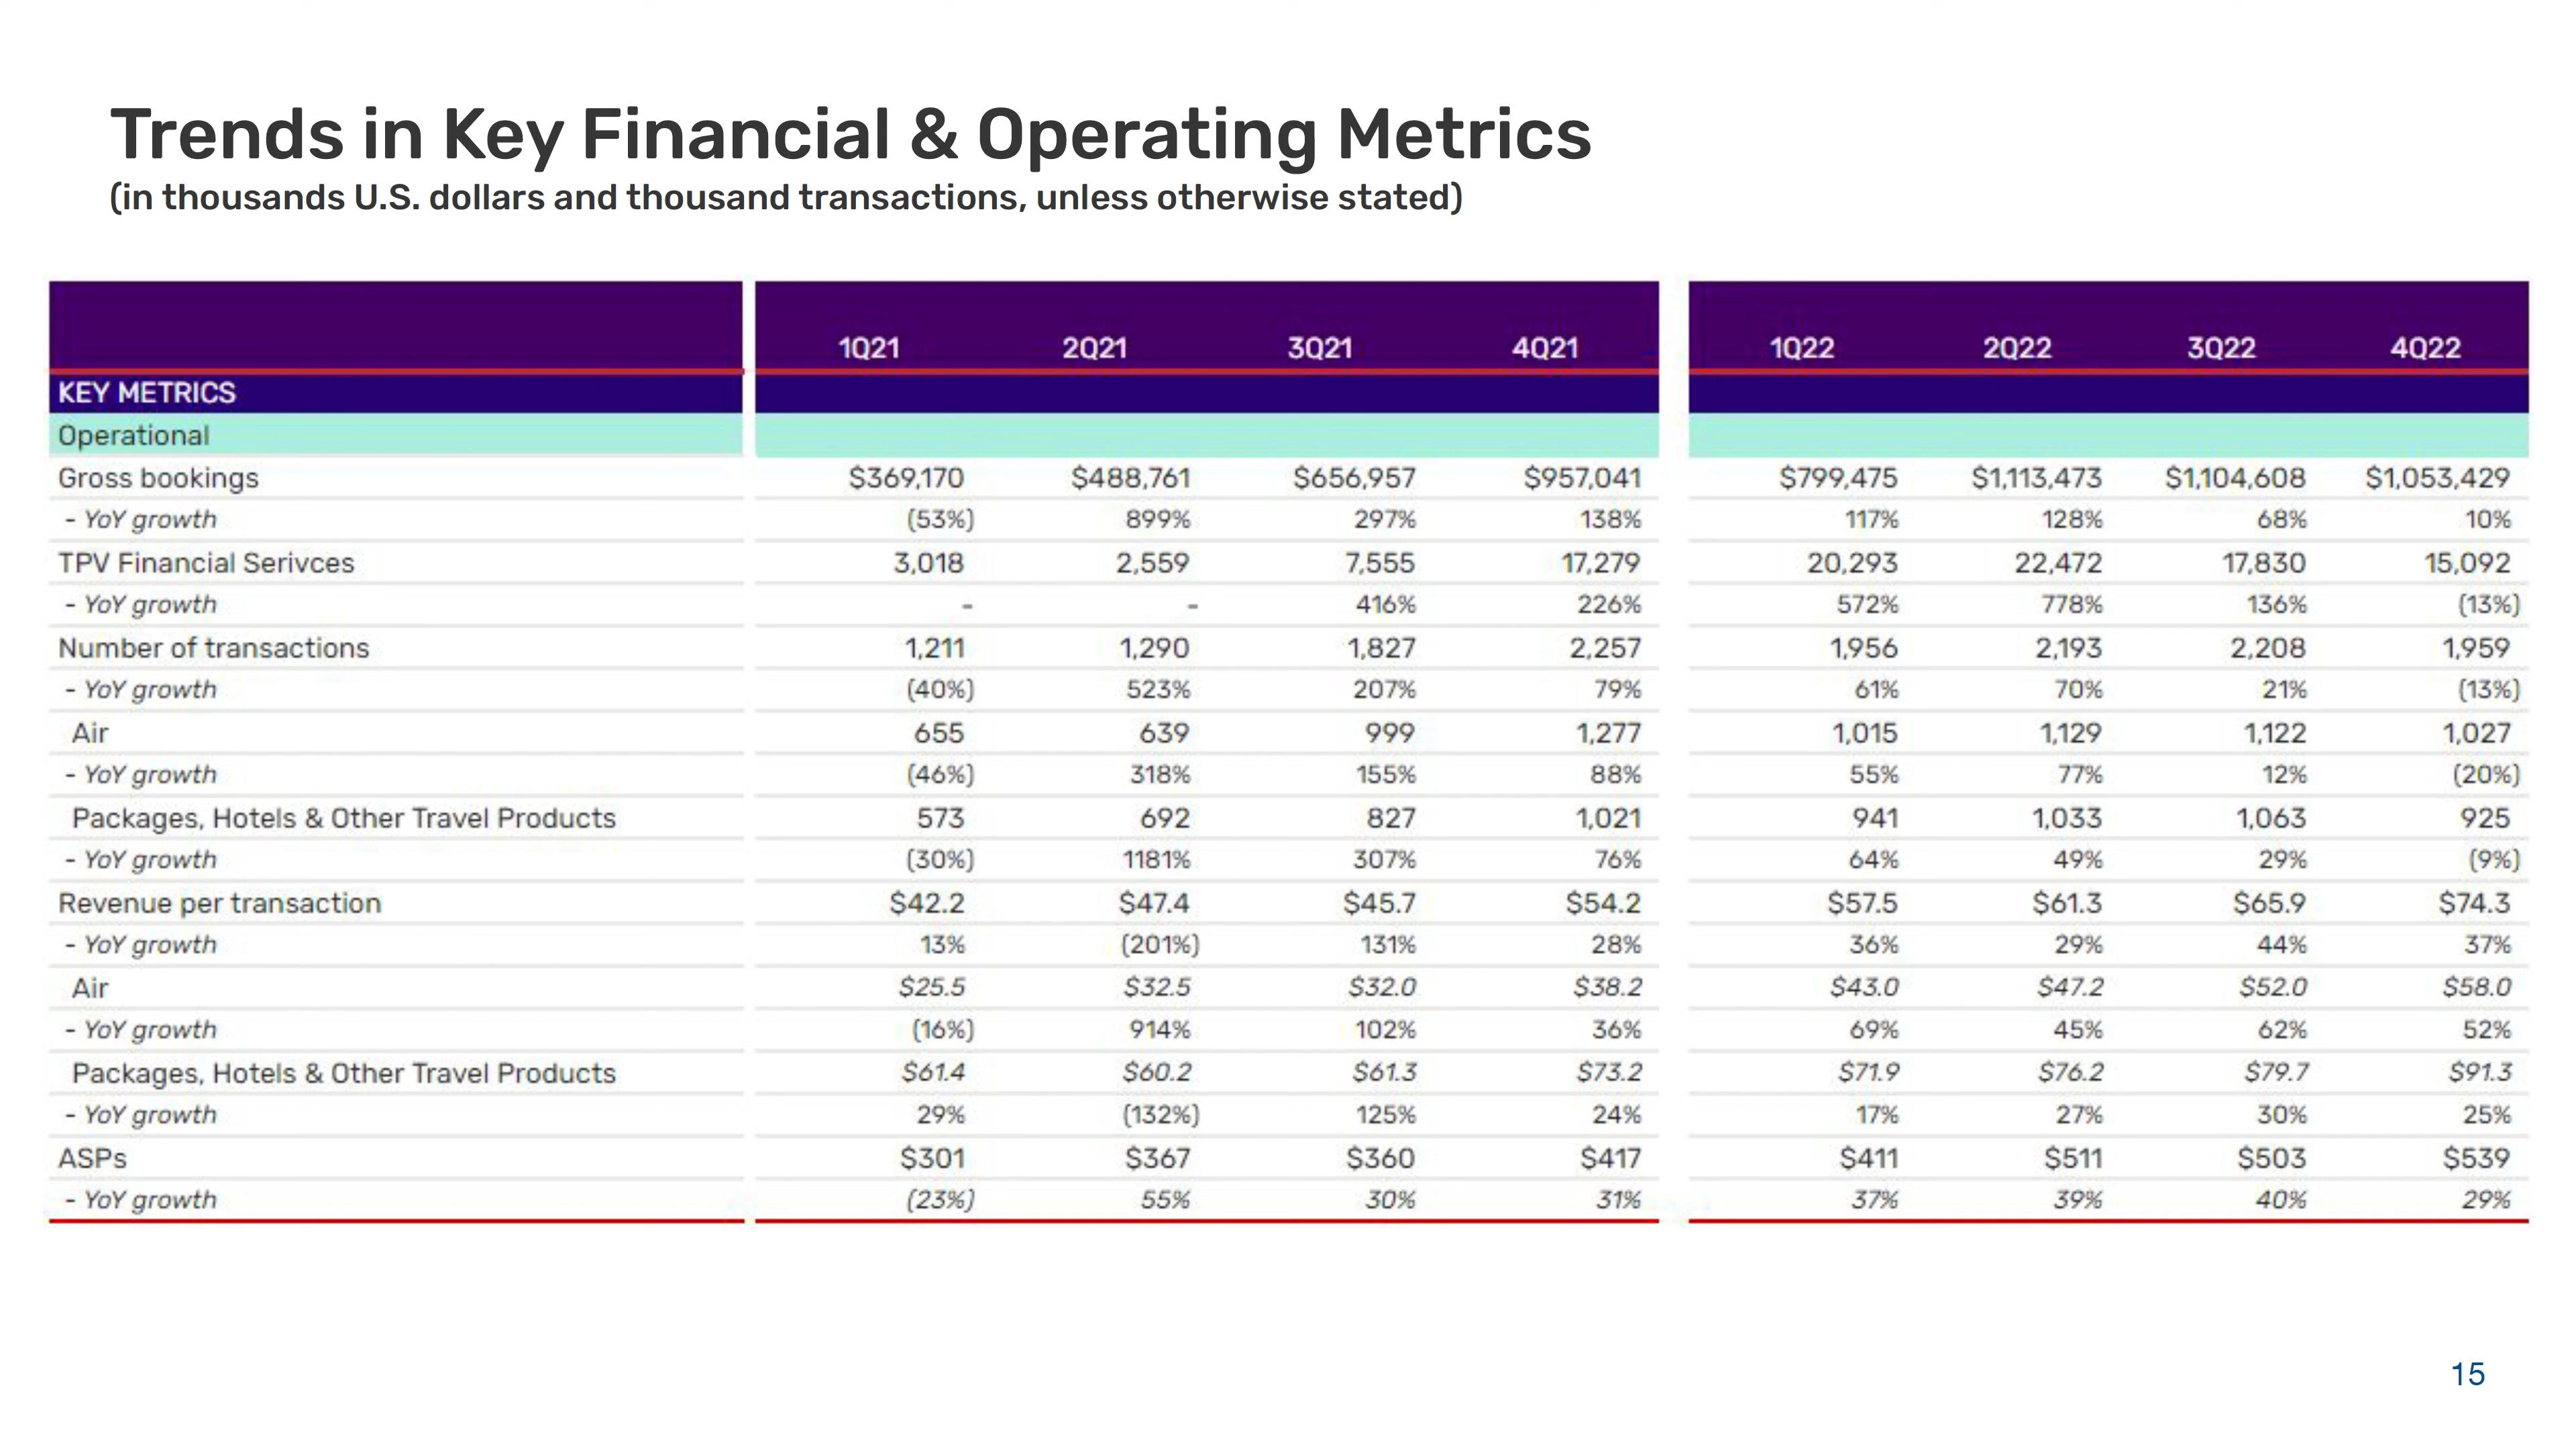 Trends in Key Financial & Operating Metrics
(in thousands U.S. dollars and thousand transactions, unless otherwise stated)
1Q21 2Q21 3Q21 4Q21 1Q22 2Q22 3Q22 4Q22
KEY METRICS
Operational
Gross bookings $369,170 $488,761 $656,957 $957,041 $799,475 $1,113,473 $1,104,608 $1,053,429
- YoY growth (53%) 899% 297% 138% 117% 128% 68% 10%
TPV Financial Serivces 3,018 2,559 7,555 17,279 20,293 22,472 17,830 15,092
- YoY growth - - 416% 226% 572% 778% 136% (13%)
Number of transactions 1,211 1,290 1,827 2,257 1,956 2,193 2,208 1,959
- YoY growth (40%) 523% 207% 79% 61% 70% 21% (13%)
Air 655 639 999 1,277 1,015 1,129 1,122 1,027
- YoY growth (46%) 318% 155% 88% 55% 77% 12% (20%)
Packages, Hotels & Other Travel Products 573 692 827 1,021 941 1,033 1,063 925
- YoY growth (30%) 1181% 307% 76% 64% 49% 29% (9%)
Revenue per transaction $42.2 $47.4 $45.7 $54.2 $57.5 $61.3 $65.9 $74.3
- YoY growth 13% (201%) 131% 28% 36% 29% 44% 37%
Air $25.5 $32.5 $32.0 $38.2 $43.0 $47.2 $52.0 $58.0
- YoY growth (16%) 914% 102% 36% 69% 45% 62% 52%
Packages, Hotels & Other Travel Products $61.4 $60.2 $61.3 $73.2 $71.9 $76.2 $79.7 $91.3
- YoY growth 29% (132%) 125% 24% 17% 27% 30% 25%
ASPs $301 $367 $360 $417 $411 $511 $503 $539
- YoY growth (23%) 55% 30% 31% 37% 39% 40% 29%
15